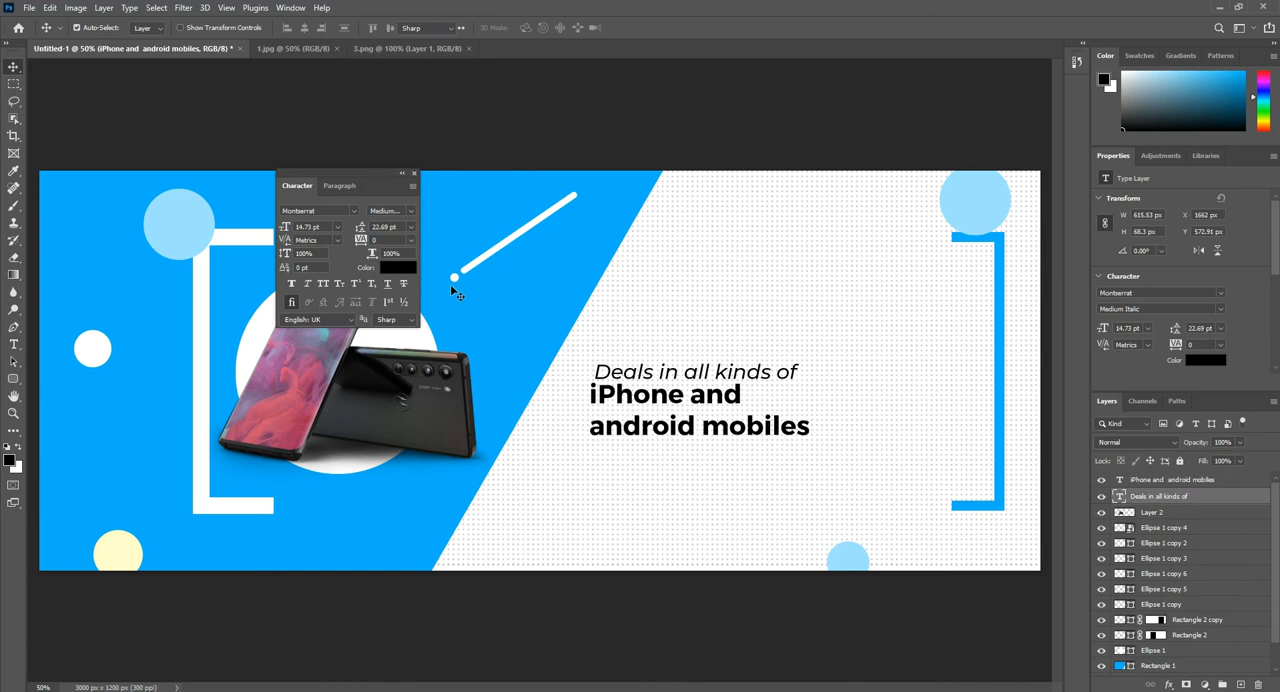 Ps File Edit Image Layer Type Select Filter 3D View Plugins Window Help
Auto-Select: Layer Show Transform Controls Sharp 3D Mode:
Untitled-1 @ 50% (iPhone and android mobiles, RGB/8) * × 1.jpg @ 50% (RGB/8) × 3.png @ 100% (Layer 1, RGB/8) ×
Character Paragraph
Montserrat Medium...
14.73 pt 22.69 pt
Metrics 0
100% 100%
0 pt Color:
English: UK Sharp
Deals in all kinds of
iPhone and
android mobiles
Color Swatches Gradients Patterns
Properties Adjustments Libraries
Type Layer
Transform
W 615.53 px X 1662 px
H 68.3 px Y 572.91 px
0.00°
Character
Montserrat
Medium Italic
14.73 pt 22.69 pt
Metrics 0
Color
Layers Channels Paths
Kind
Normal Opacity: 100%
Lock: Fill: 100%
iPhone and android mobiles
Deals in all kinds of
Layer 2
Ellipse 1 copy 4
Ellipse 1 copy 2
Ellipse 1 copy 3
Ellipse 1 copy 6
Ellipse 1 copy 5
Ellipse 1 copy
Rectangle 2 copy
Rectangle 2
Ellipse 1
Rectangle 1
50% 3000 px x 1200 px (300 ppi)